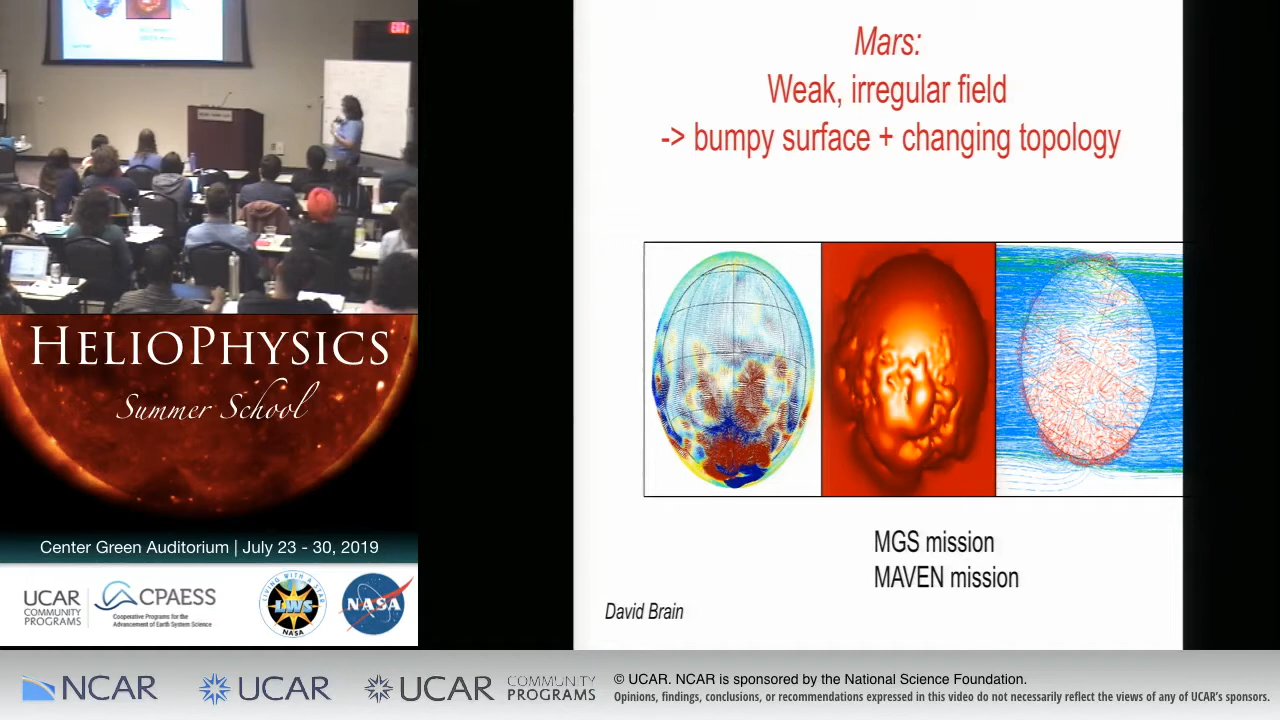 EXIT
HELIOPHYSICS
Summer School
Center Green Auditorium | July 23 - 30, 2019
UCAR
COMMUNITY
PROGRAMS
CPAESS
Cooperative Programs for the
Advancement of Earth System Science
LIVING WITH A STAR
LWS
NASA
NASA
Mars:
Weak, irregular field
-> bumpy surface + changing topology
MGS mission
MAVEN mission
David Brain
NCAR
UCAR
UCAR
COMMUNITY
PROGRAMS
© UCAR. NCAR is sponsored by the National Science Foundation.
Opinions, findings, conclusions, or recommendations expressed in this video do not necessarily reflect the views of any of UCAR's sponsors.